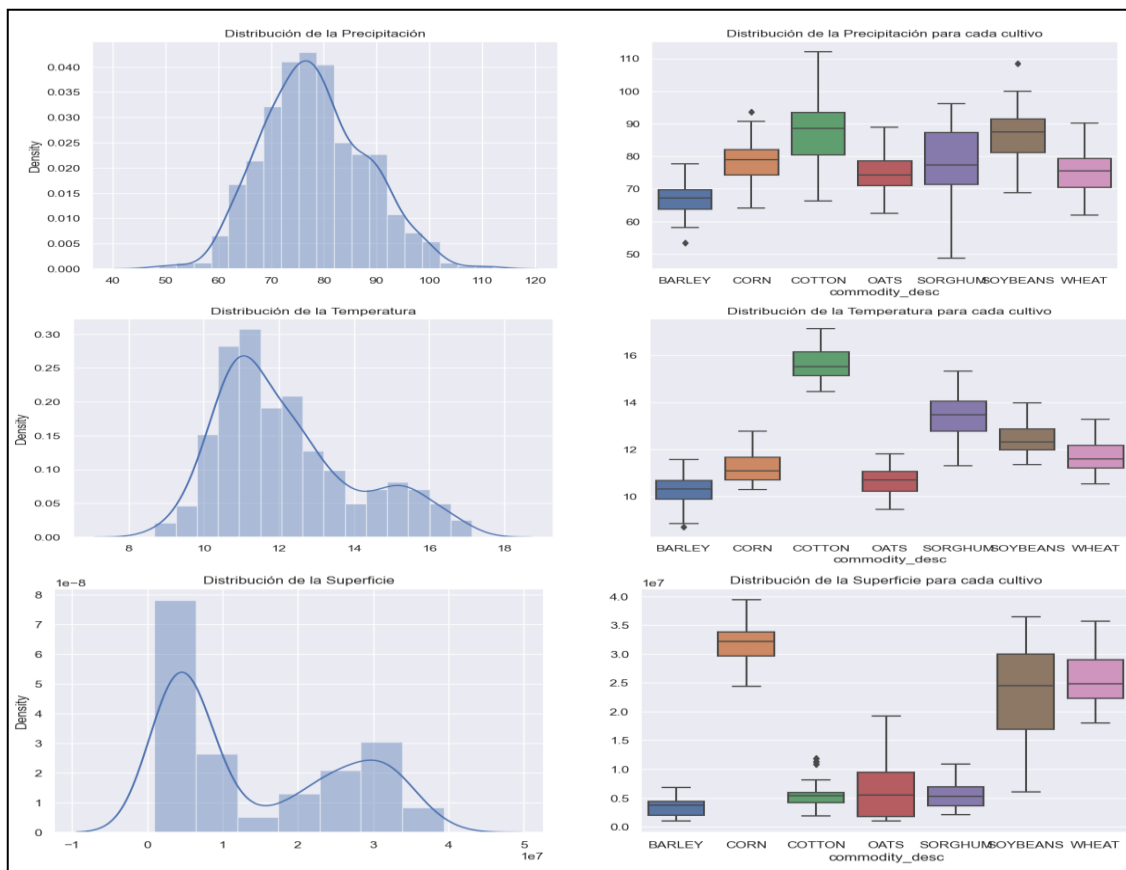 Distribución de la Precipitación
Density
0.040
0.035
0.030
0.025
0.020
0.015
0.010
0.005
0.000
40 50 60 70 80 90 100 110 120
Distribución de la Precipitación para cada cultivo
110
100
90
80
70
60
50
BARLEY CORN COTTON OATS SORGHUM SOYBEANS WHEAT
commodity_desc
Distribución de la Temperatura
Density
0.30
0.25
0.20
0.15
0.10
0.05
0.00
8 10 12 14 16 18
Distribución de la Temperatura para cada cultivo
16
14
12
10
BARLEY CORN COTTON OATS SORGHUM SOYBEANS WHEAT
commodity_desc
1e−8
Distribución de la Superficie
Density
8
7
6
5
4
3
2
1
0
−1 0 1 2 3 4 5
1e7
1e7
Distribución de la Superficie para cada cultivo
4.0
3.5
3.0
2.5
2.0
1.5
1.0
0.5
0.0
BARLEY CORN COTTON OATS SORGHUM SOYBEANS WHEAT
commodity_desc